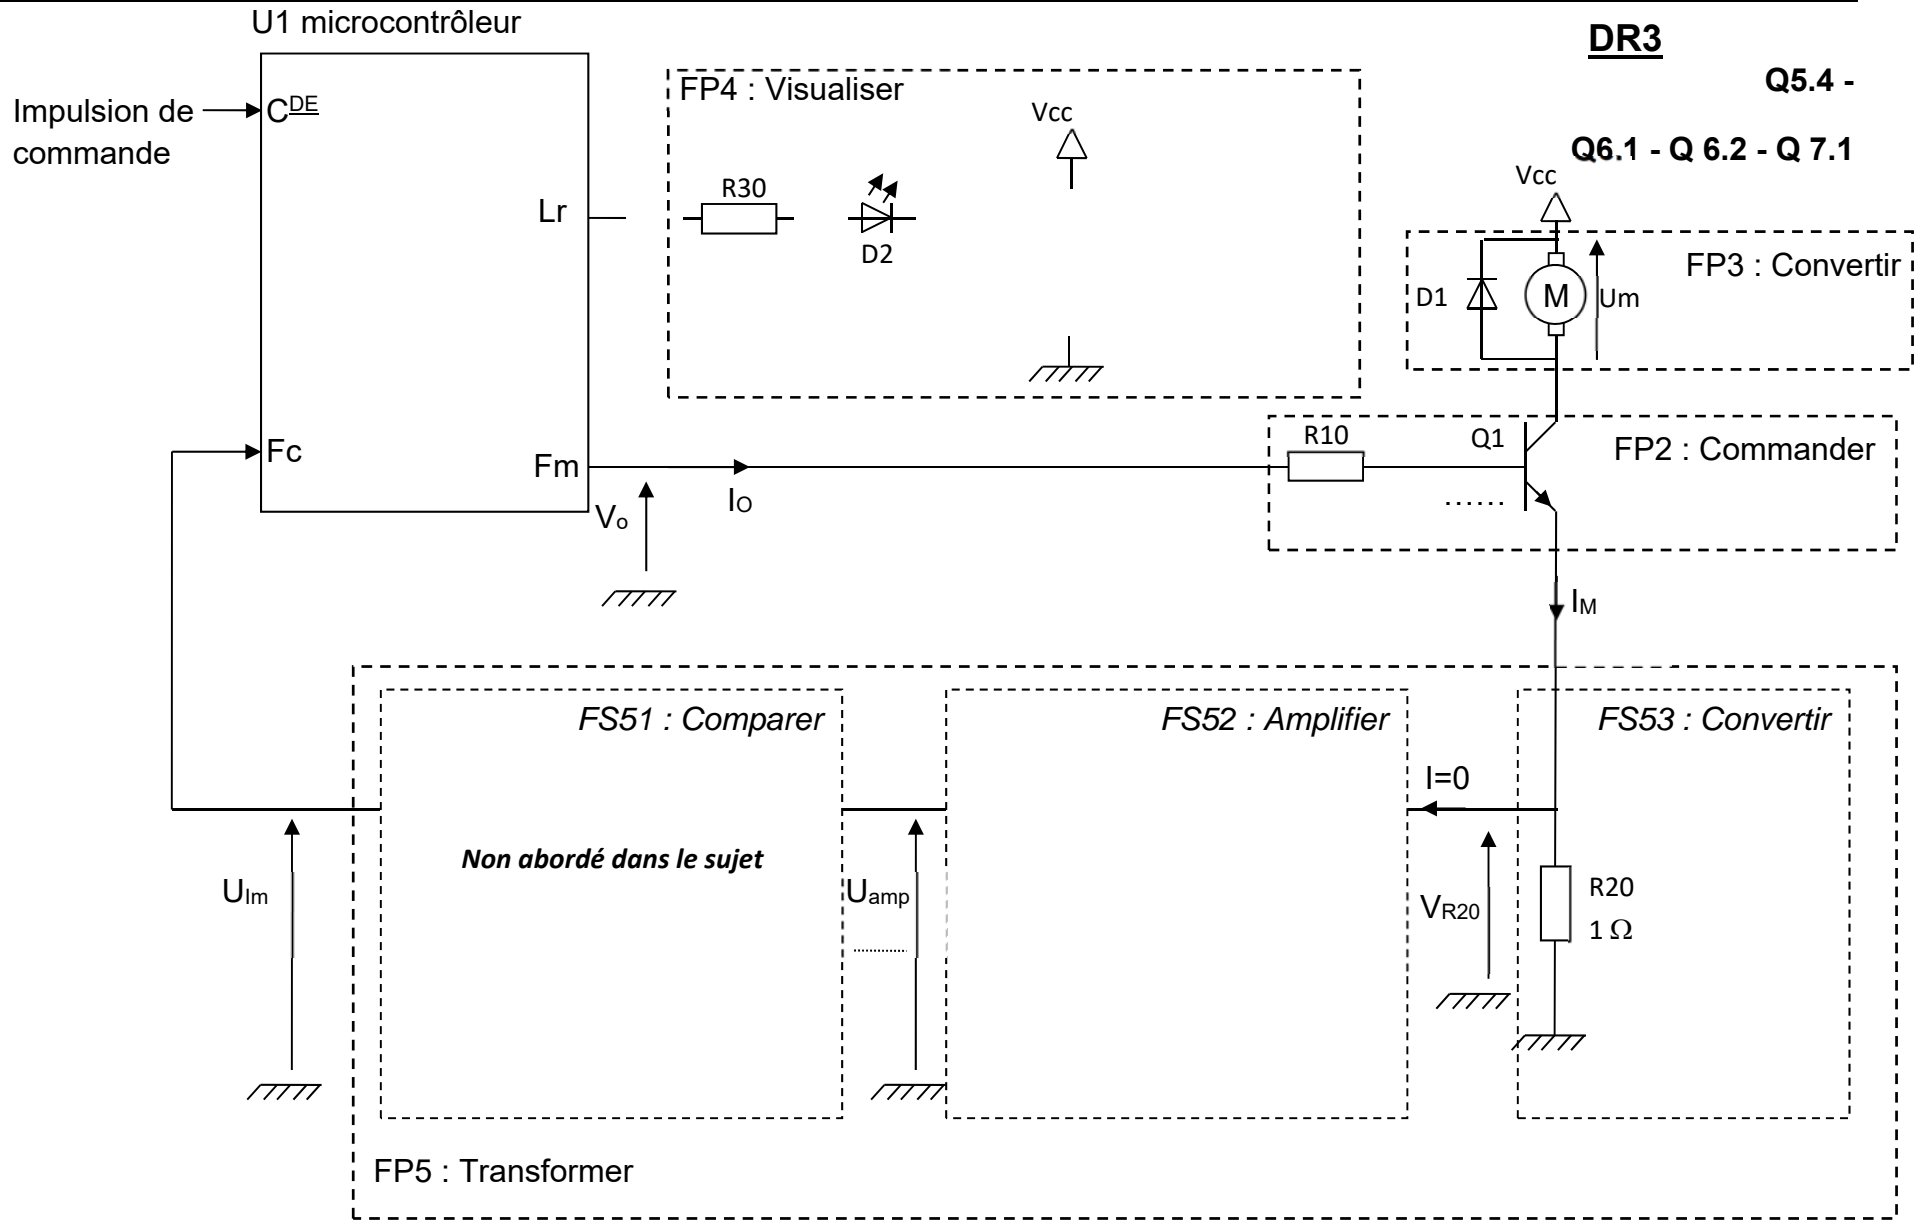 U1 microcontrôleur
DR3
Q5.4 -
Q6.1 - Q 6.2 - Q 7.1
Impulsion de
commande
CDE
Lr
Fc
Fm
FP4 : Visualiser
Vcc
R30
D2
Vcc
FP3 : Convertir
D1
M
Um
FP2 : Commander
R10
Q1
......
Vo
IO
IM
FS51 : Comparer
FS52 : Amplifier
FS53 : Convertir
I=0
Non abordé dans le sujet
UIm
Uamp
..............
VR20
R20
1 Ω
FP5 : Transformer